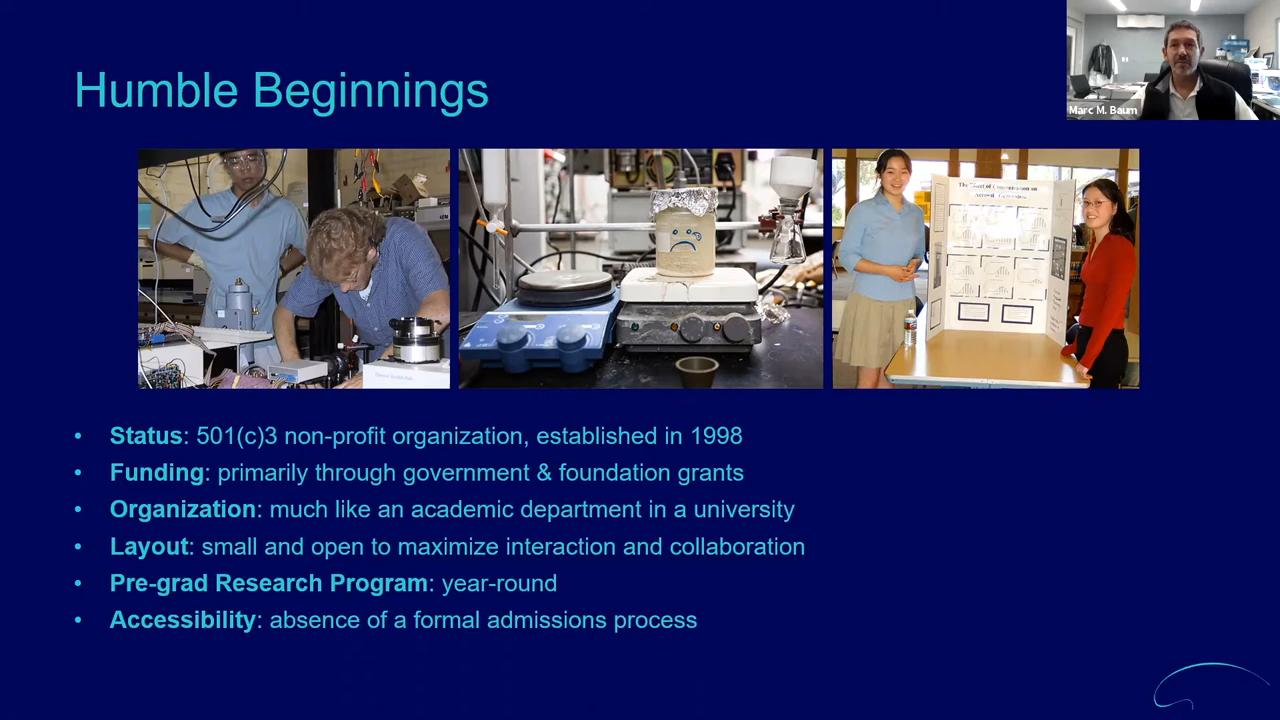 Humble Beginnings
Marc M. Baum
• Status: 501(c)3 non-profit organization, established in 1998
• Funding: primarily through government & foundation grants
• Organization: much like an academic department in a university
• Layout: small and open to maximize interaction and collaboration
• Pre-grad Research Program: year-round
• Accessibility: absence of a formal admissions process